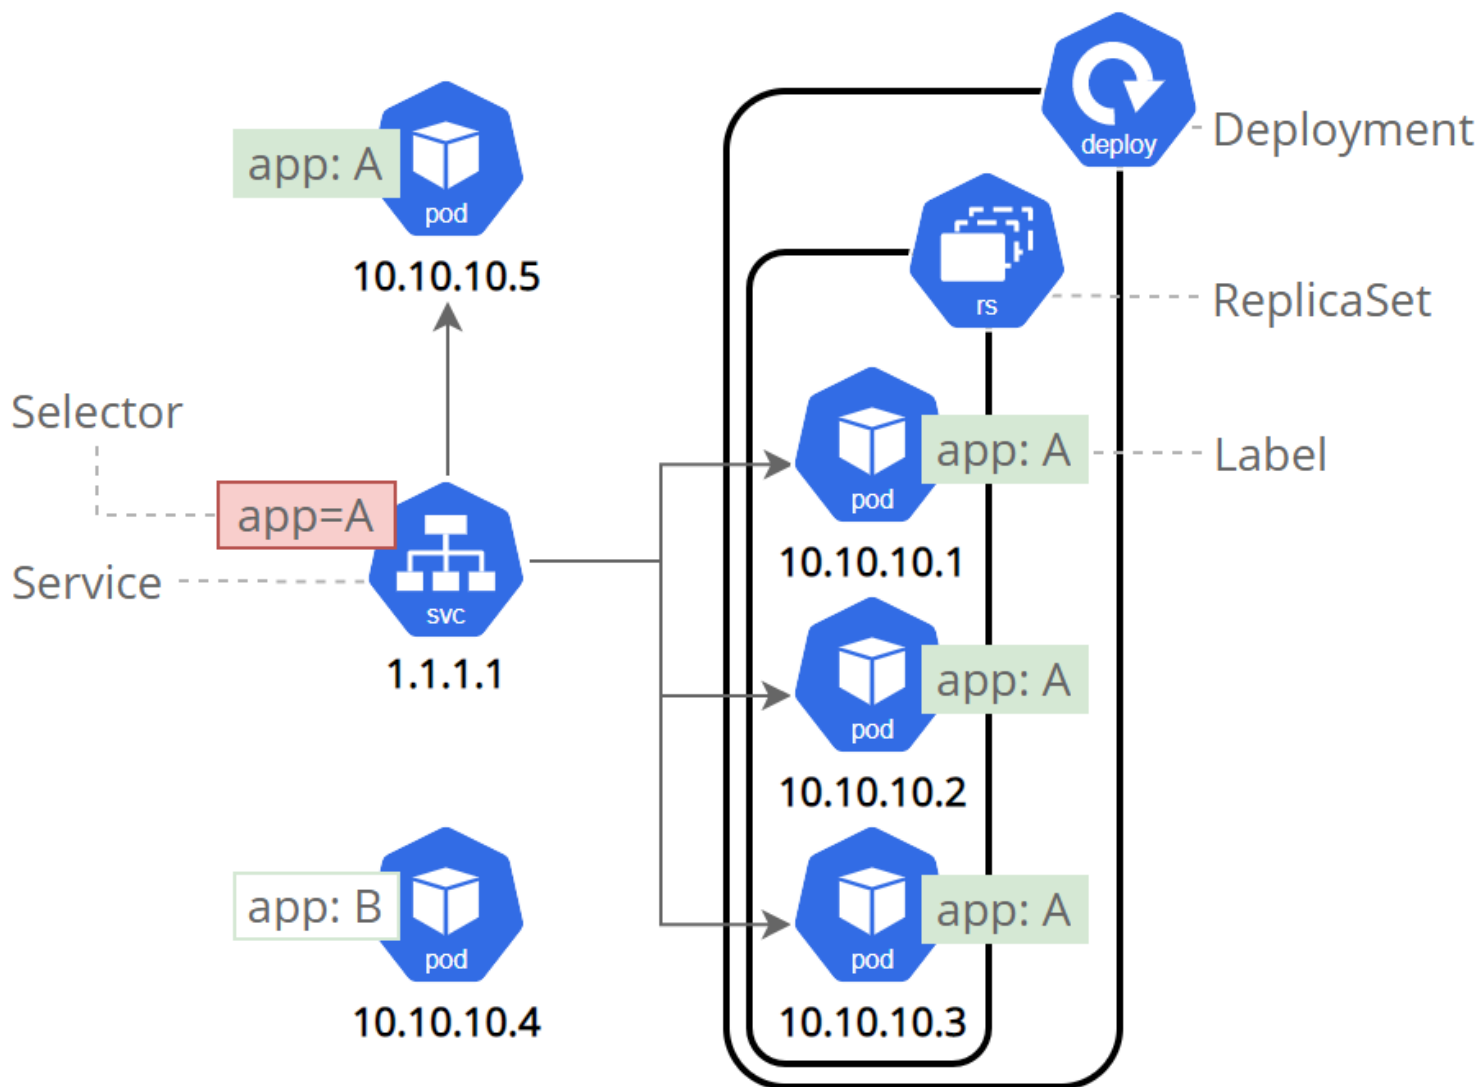 deploy
Deployment
app: A
pod
10.10.10.5
rs
ReplicaSet
Selector
app=A
Service
svc
1.1.1.1
pod
app: A
Label
10.10.10.1
pod
app: A
10.10.10.2
app: B
pod
10.10.10.4
pod
app: A
10.10.10.3